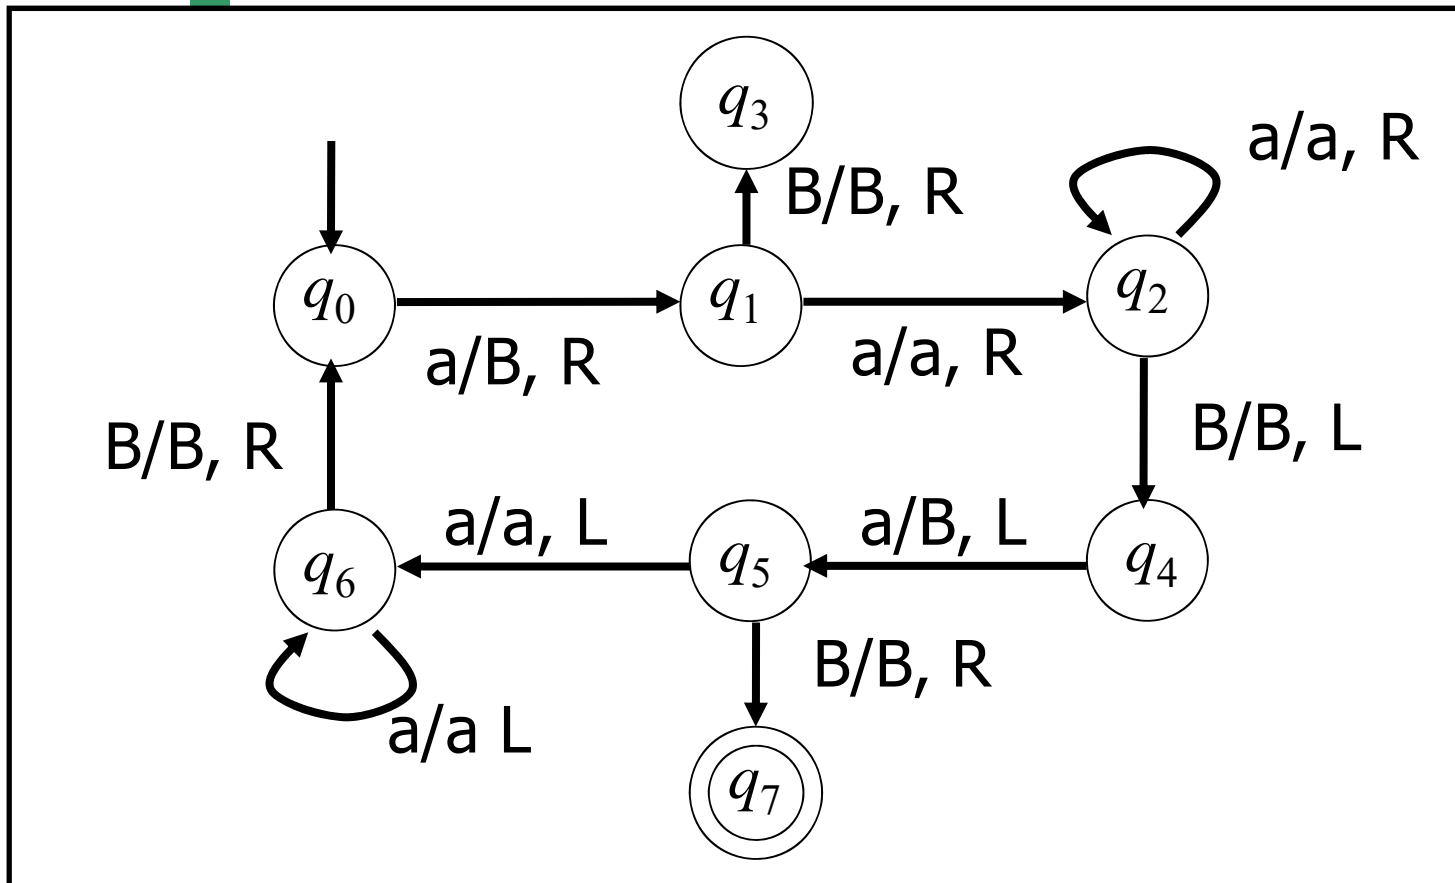 q3
a/a, R
B/B, R
q0
q1
q2
a/B, R
a/a, R
B/B, R
B/B, L
a/a, L
a/B, L
q6
q5
q4
B/B, R
a/a L
q7